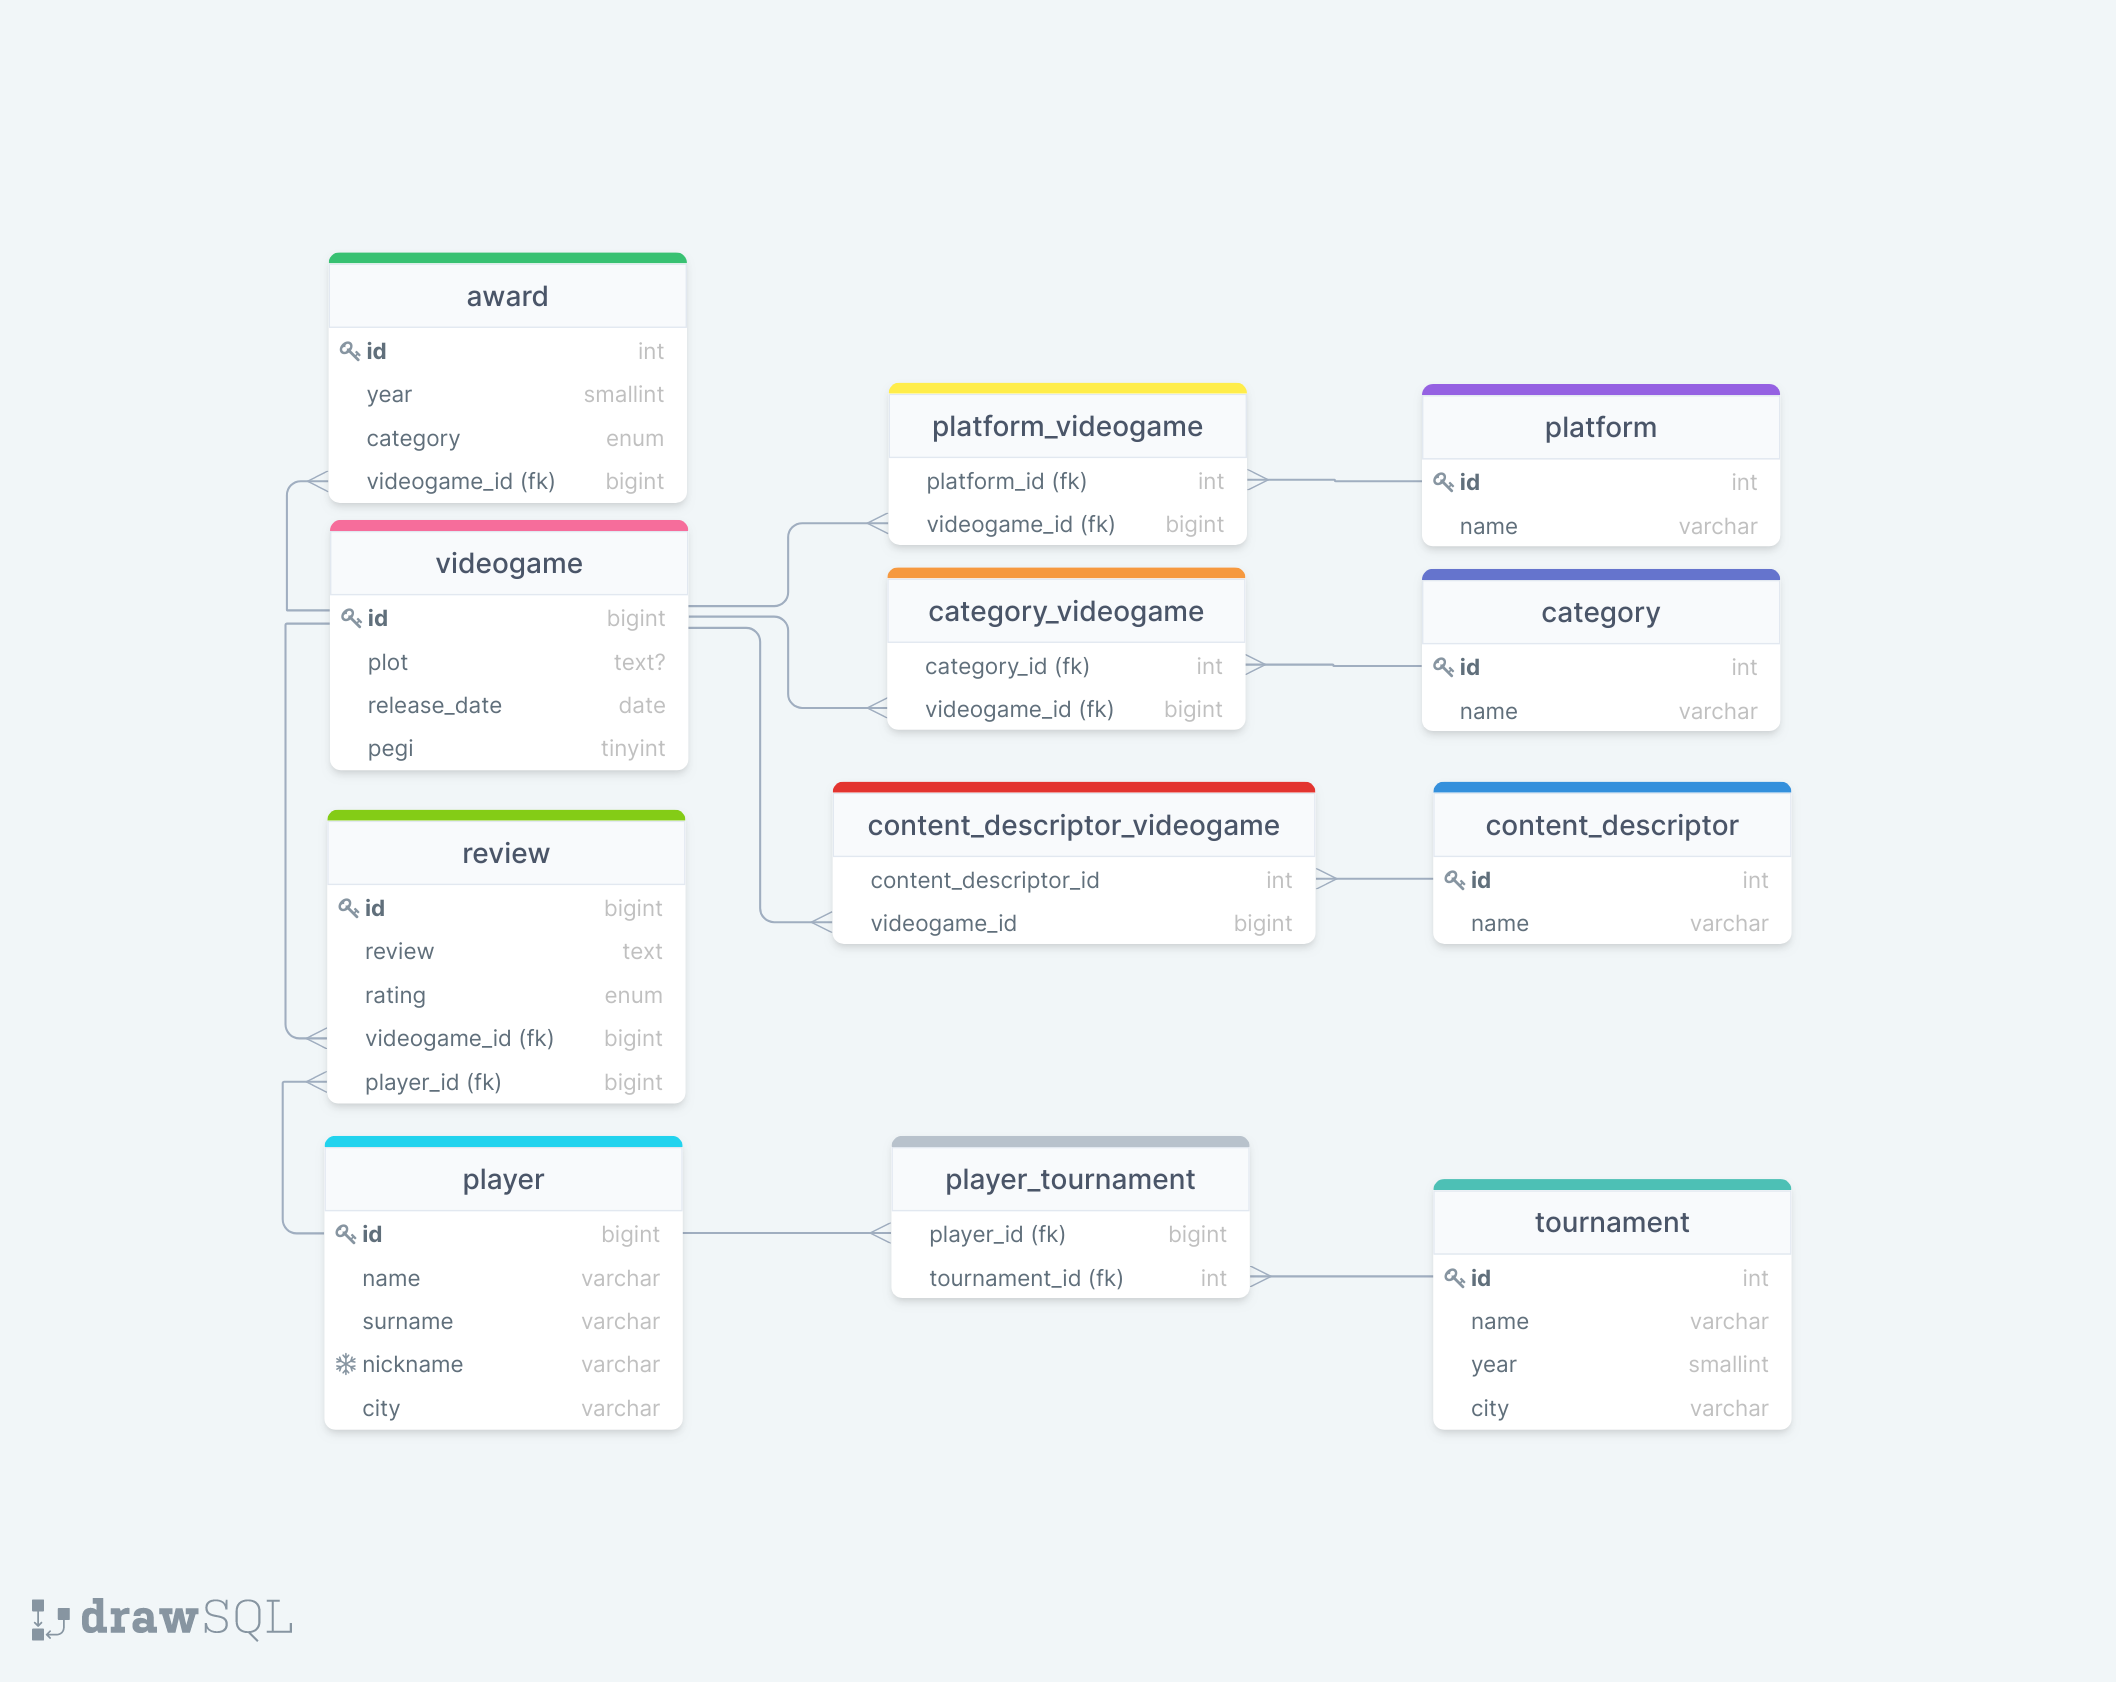 award
id int
year smallint
category enum
videogame_id (fk) bigint
videogame
id bigint
plot text?
release_date date
pegi tinyint
review
id bigint
review text
rating enum
videogame_id (fk) bigint
player_id (fk) bigint
player
id bigint
name varchar
surname varchar
nickname varchar
city varchar
platform_videogame
platform_id (fk) int
videogame_id (fk) bigint
category_videogame
category_id (fk) int
videogame_id (fk) bigint
content_descriptor_videogame
content_descriptor_id int
videogame_id bigint
player_tournament
player_id (fk) bigint
tournament_id (fk) int
platform
id int
name varchar
category
id int
name varchar
content_descriptor
id int
name varchar
tournament
id int
name varchar
year smallint
city varchar
drawSQL